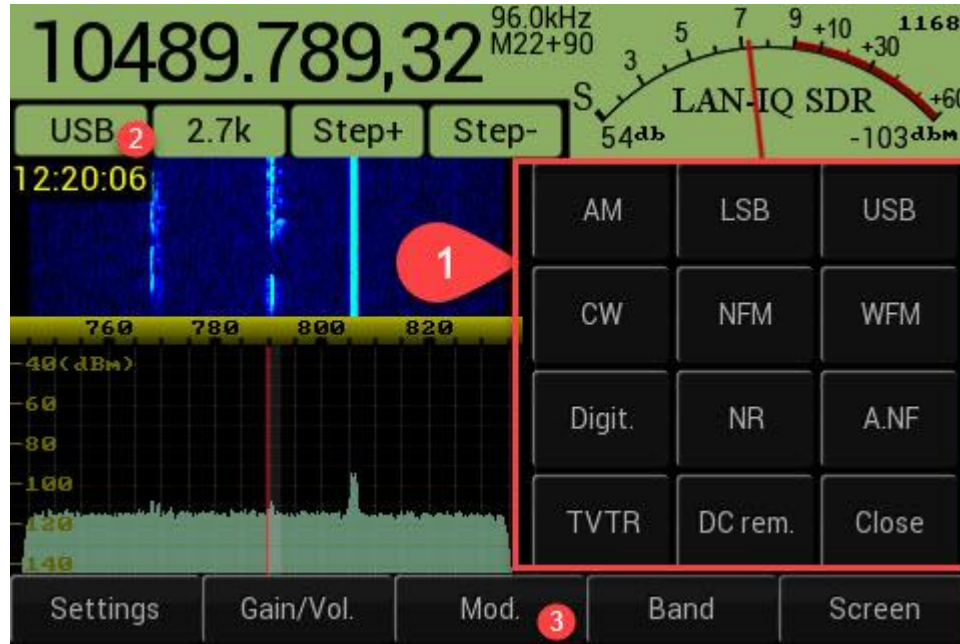 10489.789,32 96.0kHz
M22+90
S 3 5 7 9 +10 +30 +60 1168
LAN-IQ SDR
54db -103dbm
USB 2 2.7k Step+ Step-
12:20:06
1
AM LSB USB
CW NFM WFM
760 780 800 820
-40(dBm)
-60
-80
-100
-120
-140
Digit. NR A.NF
TVTR DC rem. Close
Settings Gain/Vol. Mod. 3 Band Screen